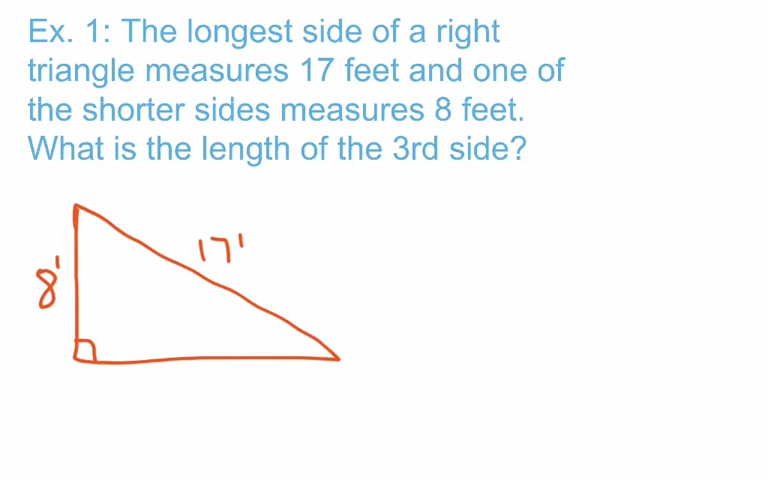 Ex. 1: The longest side of a right
triangle measures 17 feet and one of
the shorter sides measures 8 feet.
What is the length of the 3rd side?
17'
8'